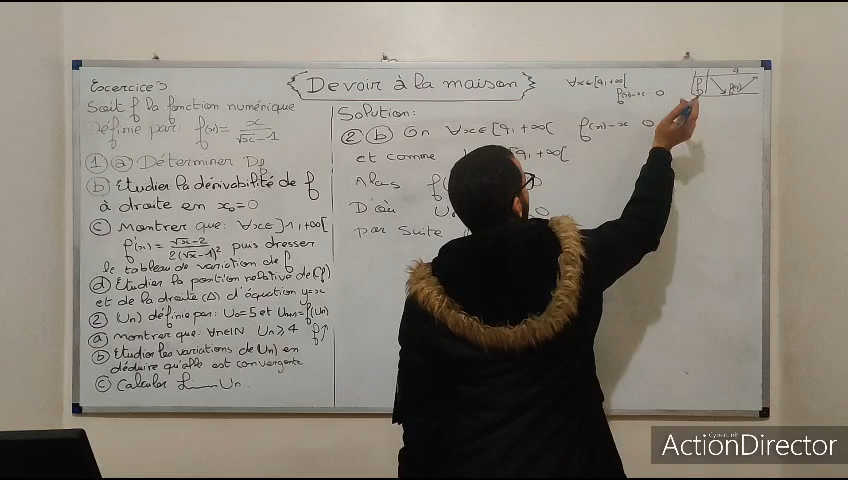 Devoir à la maison
Exercice 3
Soit f la fonction numérique
Définie par: f(x)= x/(√x-1)
1) a) Déterminer Df
b) Etudier la dérivabilité de f
à droite en x₀=0
c) Montrer que: ∀x∈]1,+∞[
f'(x)= (√x-2)/(2(√x-1)²) puis dresser
le tableau de variation de f
d) Etudier la position relative de (Cf)
et de la droite (Δ) d'équation y=x
2) (Un) définie par: U₀=5 et Un+1=f(Un)
a) Montrer que: ∀n∈ℕ Un≥4 f↗
b) Etudier les variations de (Un) en
déduire qu'elle est convergente
c) Calculer Un.
Solution:
2) b) On ∀x∈[4,+∞[ f(x)-x 0
et comme +∞[
Alors
D'où
par suite
∀x∈[4,+∞[
f(x)-x 0
4
CyberLink
ActionDirector